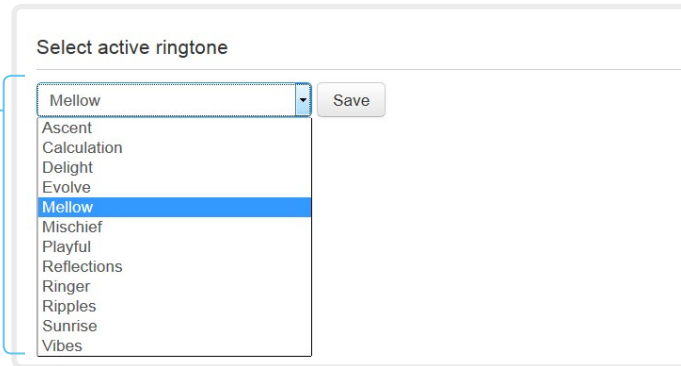 Select active ringtone
Mellow Save
Ascent
Calculation
Delight
Evolve
Mellow
Mischief
Playful
Reflections
Ringer
Ripples
Sunrise
Vibes